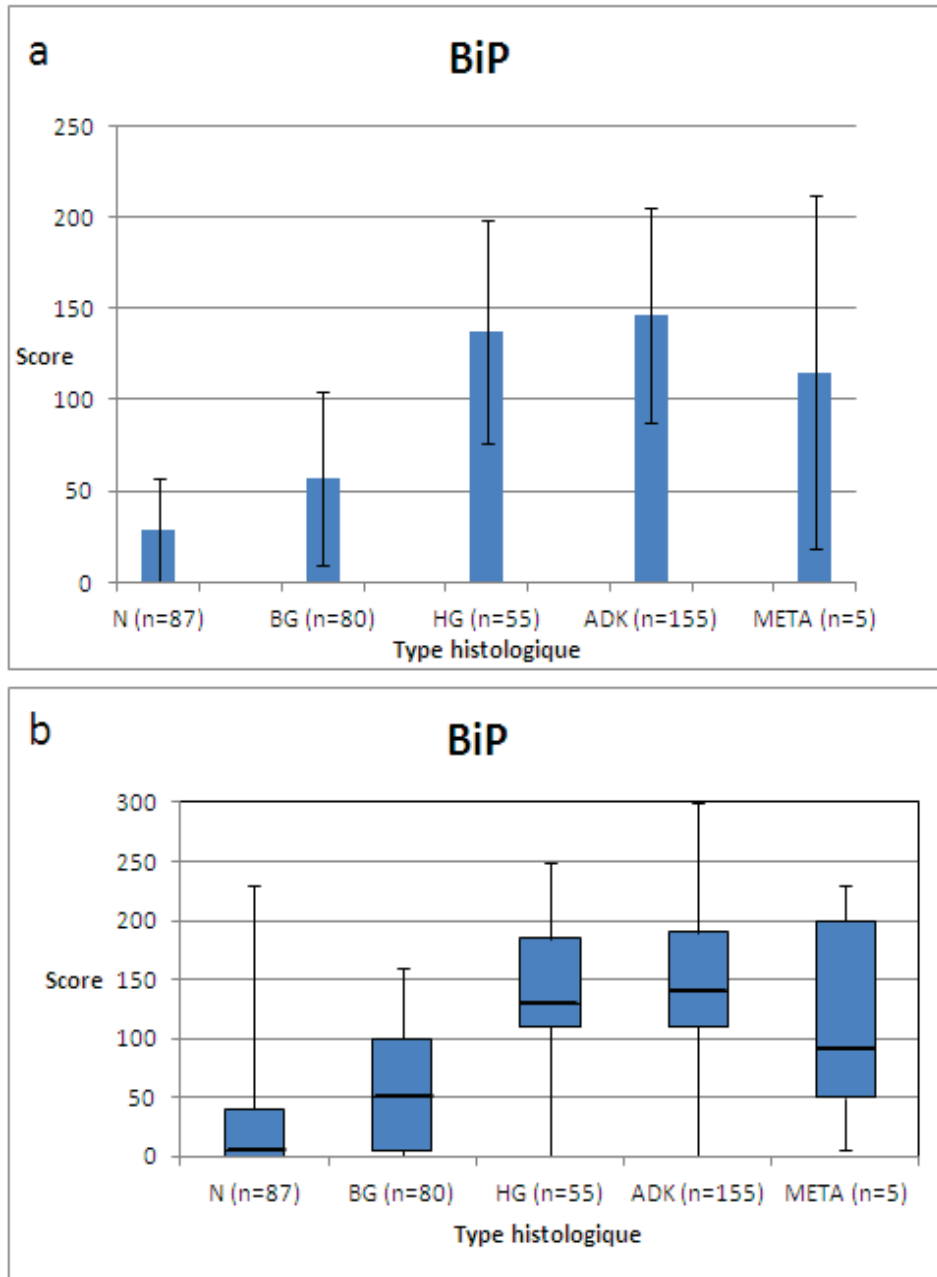 a
BiP
250
200
150
Score
100
50
0
N (n=87) BG (n=80) HG (n=55) ADK (n=155) META (n=5)
Type histologique
b
BiP
300
250
200
Score 150
100
50
0
N (n=87) BG (n=80) HG (n=55) ADK (n=155) META (n=5)
Type histologique